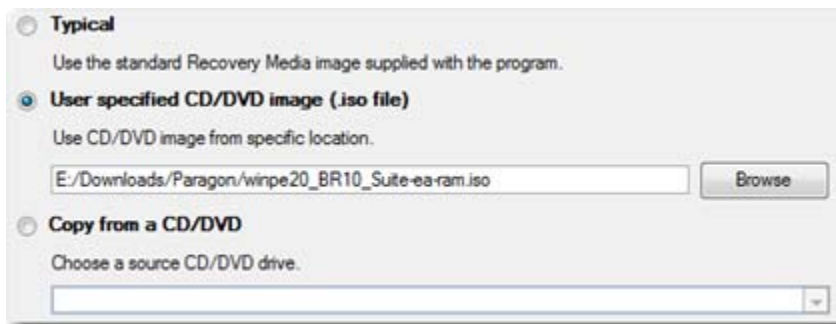 Typical
Use the standard Recovery Media image supplied with the program.
User specified CD/DVD image (.iso file)
Use CD/DVD image from specific location.
E:/Downloads/Paragon/winpe20_BR10_Suite-ea-ram.iso
Browse
Copy from a CD/DVD
Choose a source CD/DVD drive.